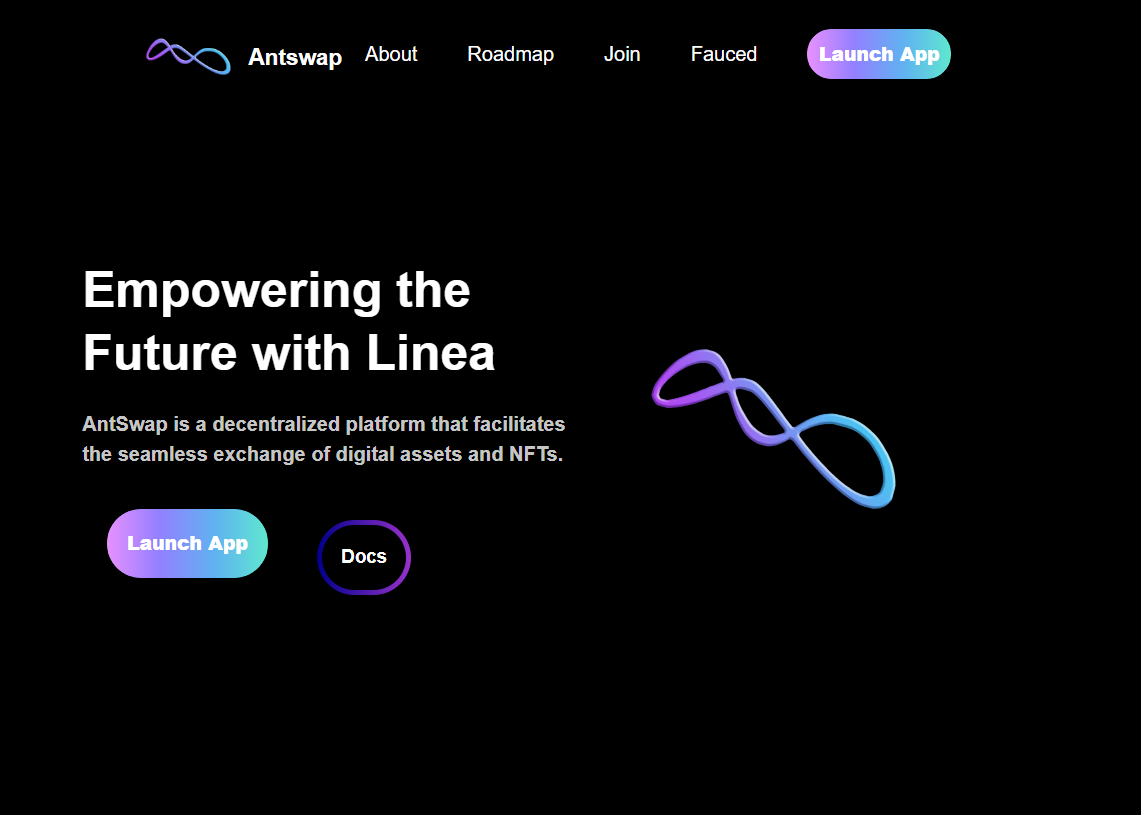 Antswap About Roadmap Join Fauced Launch App
Empowering the
Future with Linea
AntSwap is a decentralized platform that facilitates
the seamless exchange of digital assets and NFTs.
Launch App Docs